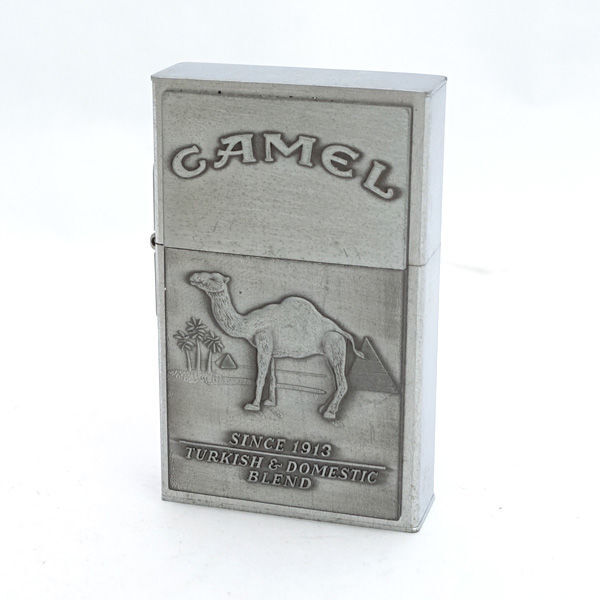 CAMEL
SINCE 1913
TURKISH & DOMESTIC
BLEND